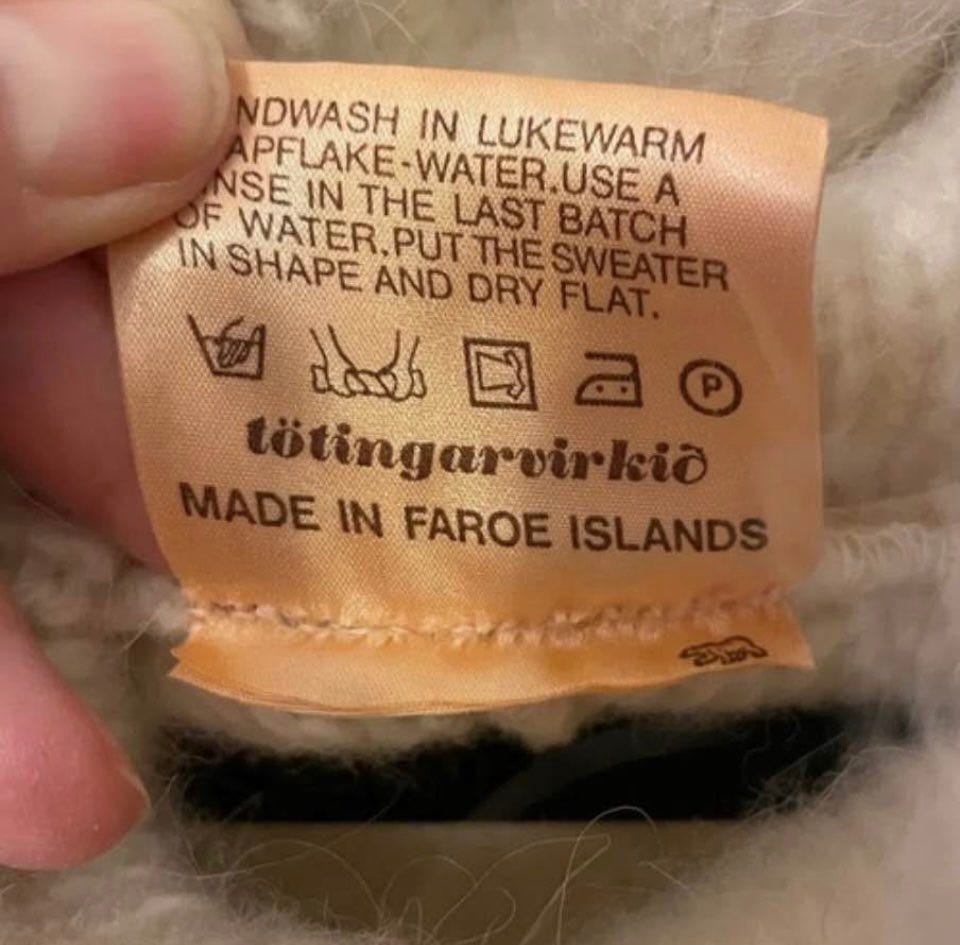 NDWASH IN LUKEWARM
APFLAKE-WATER.USE A
NSE IN THE LAST BATCH
OF WATER.PUT THE SWEATER
IN SHAPE AND DRY FLAT.
P
tötingarvirkið
MADE IN FAROE ISLANDS